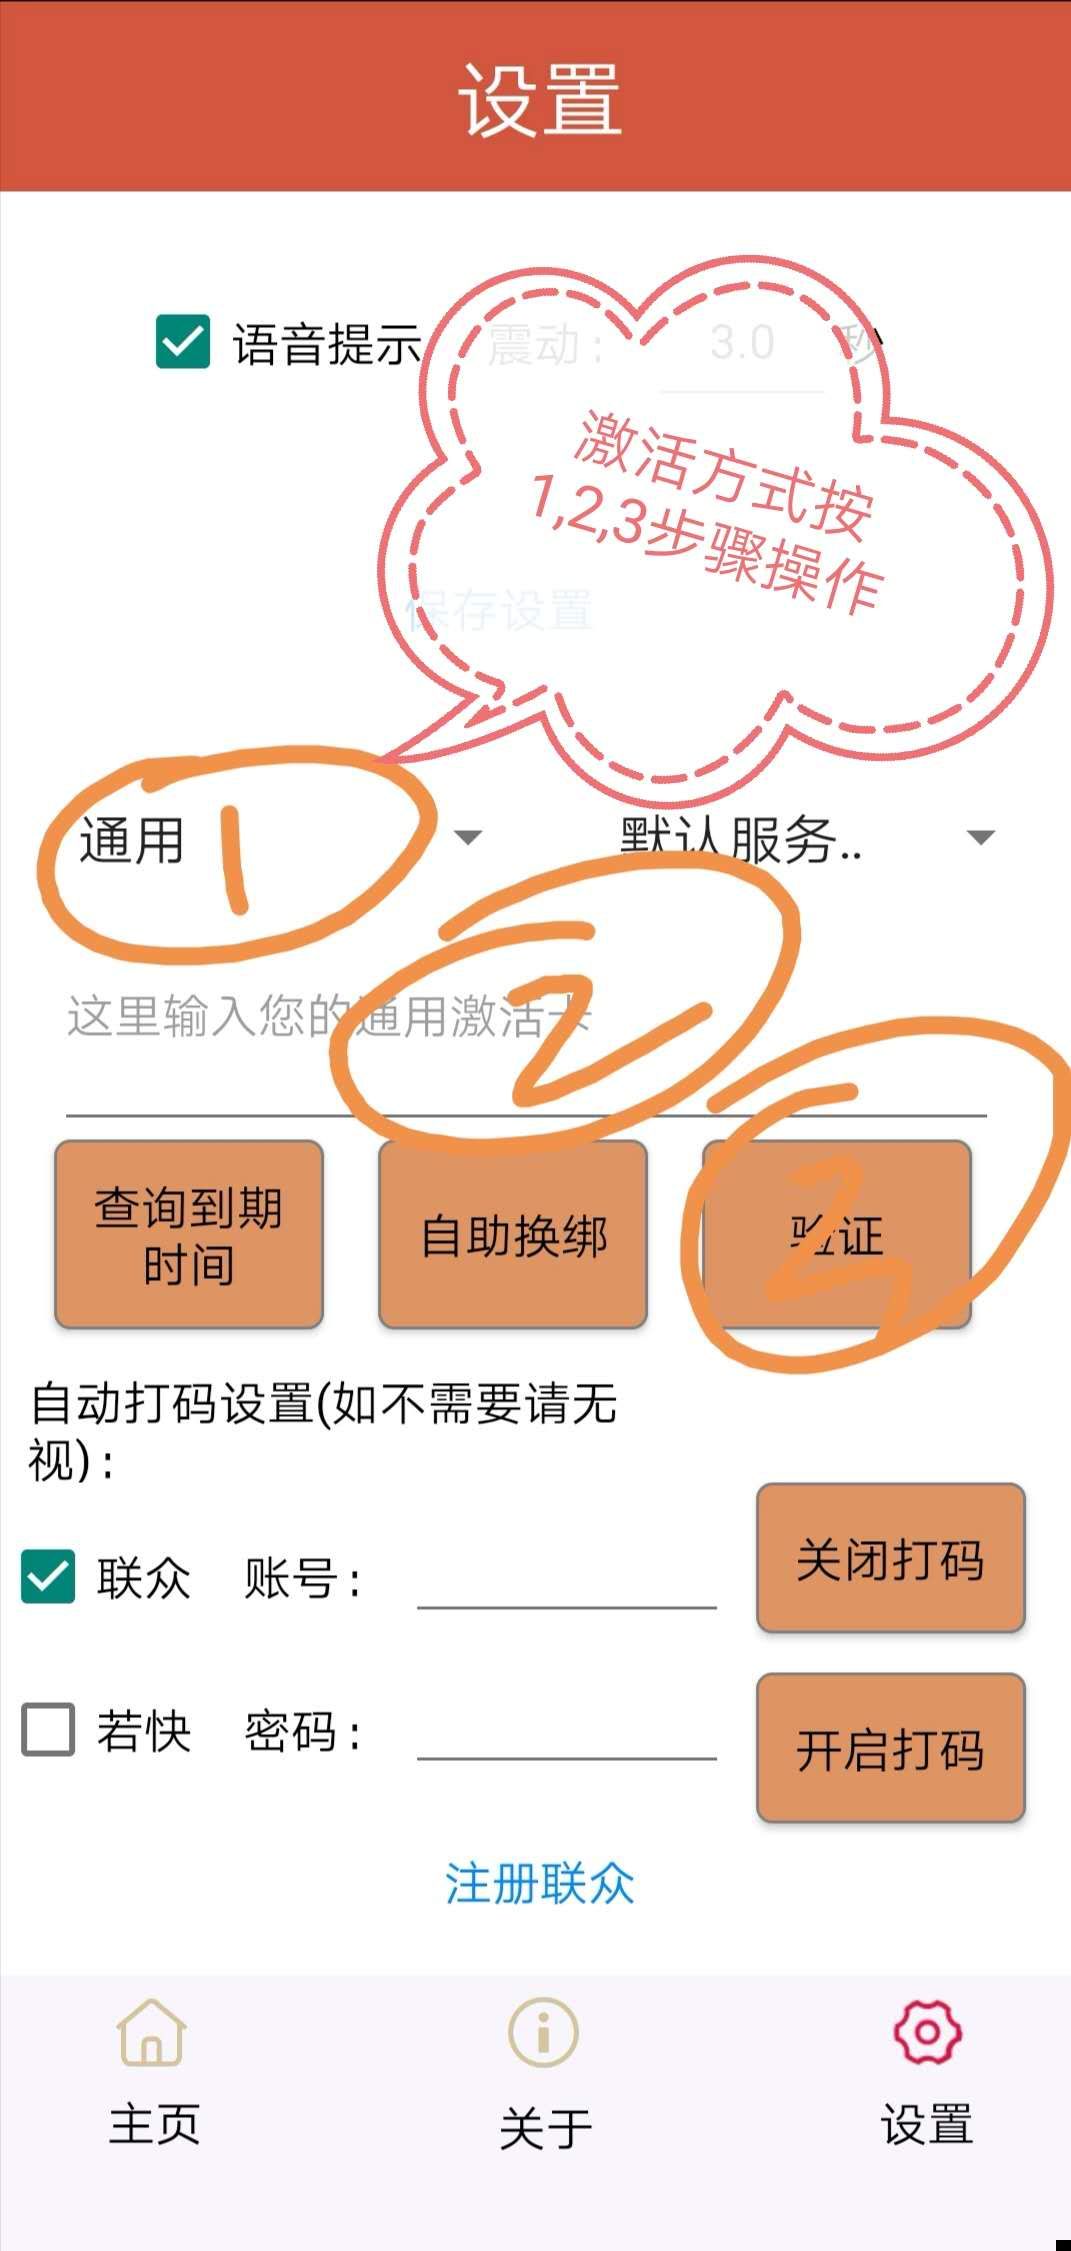 设置
语音提示 震动: 3.0 秒
激活方式按
1,2,3步骤操作
保存设置
通用 1 默认服务..
这里输入您的通用激活卡
2
查询到期
时间
自助换绑
验证
3
自动打码设置(如不需要请无
视):
联众 账号:
关闭打码
若快 密码:
开启打码
注册联众
主页 关于 设置